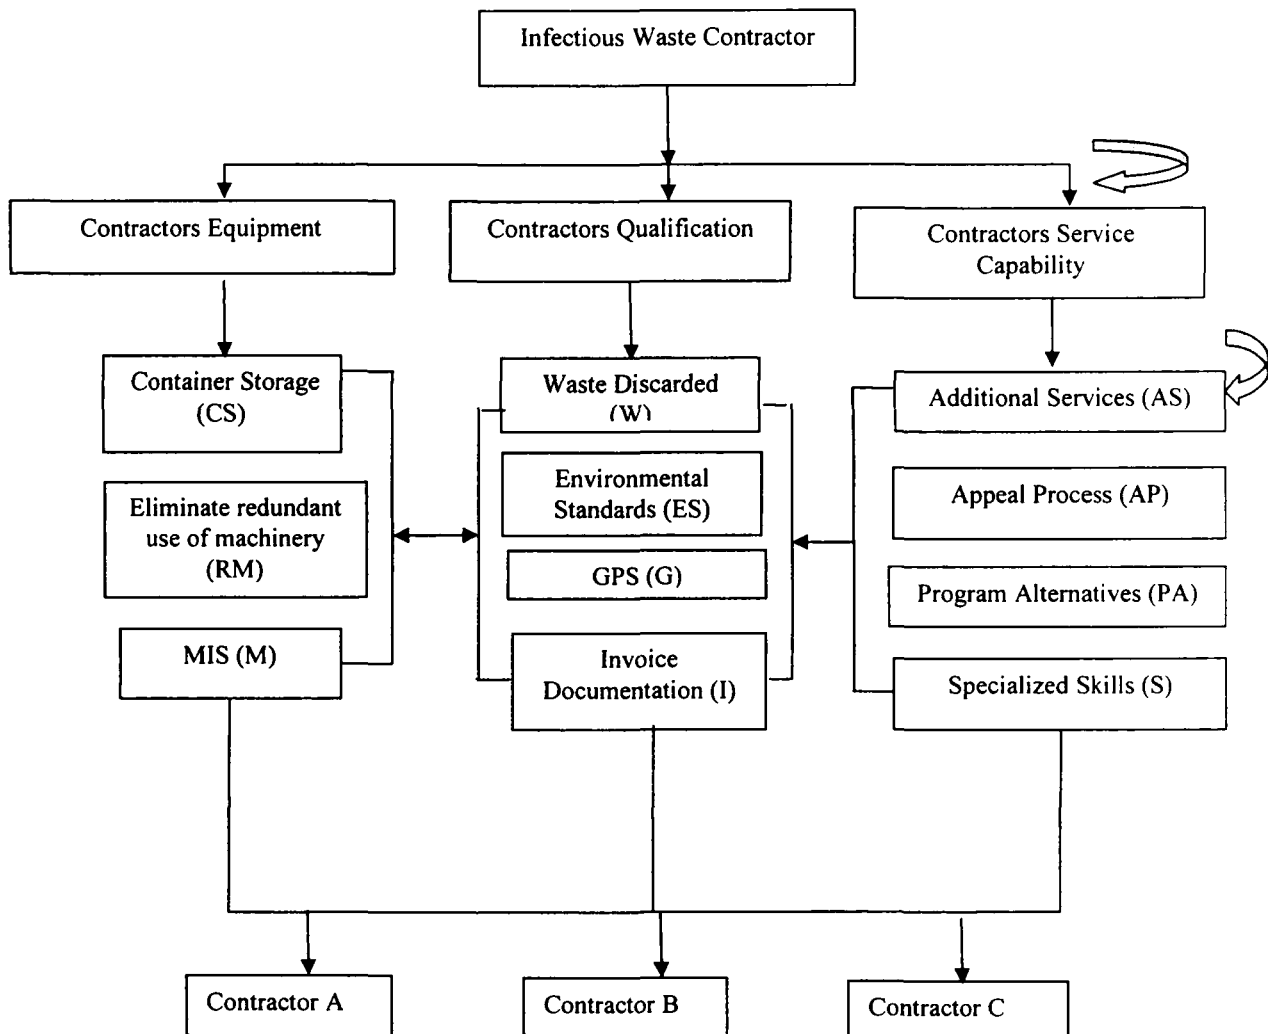 Infectious Waste Contractor
Contractors Equipment
Contractors Qualification
Contractors Service
Capability
Container Storage
(CS)
Eliminate redundant
use of machinery
(RM)
MIS (M)
Waste Discarded
(W)
Environmental
Standards (ES)
GPS (G)
Invoice
Documentation (I)
Additional Services (AS)
Appeal Process (AP)
Program Alternatives (PA)
Specialized Skills (S)
Contractor A
Contractor B
Contractor C